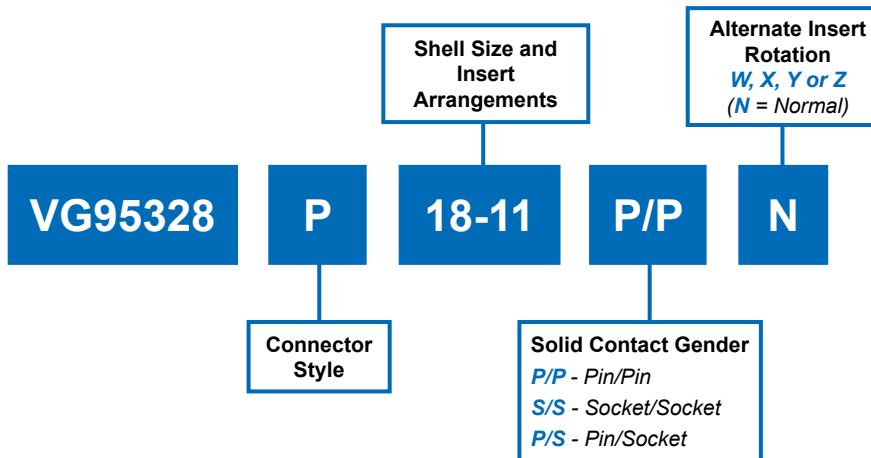 Shell Size and
Insert
Arrangements
Alternate Insert
Rotation
W, X, Y or Z
(N = Normal)
VG95328
P
18-11
P/P
N
Connector
Style
Solid Contact Gender
P/P - Pin/Pin
S/S - Socket/Socket
P/S - Pin/Socket